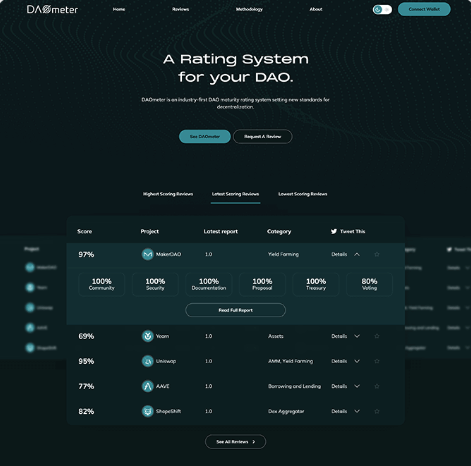 DAOmeter
Home Reviews Methodology About Connect Wallet
A Rating System
for your DAO.
DAOmeter is an industry-first DAO maturity rating system setting new standards for
decentralization.
See DAOmeter Request A Review
Highest Scoring Reviews Latest Scoring Reviews Lowest Scoring Reviews
Score Project Latest report Category Tweet This
97% MakerDAO 1.0 Yield Farming Details
100% 100% 100% 100% 100% 80%
Community Security Documentation Proposal Treasury Voting
Read Full Report
69% Yearn 1.0 Assets Details
95% Uniswap 1.0 AMM, Yield Farming Details
77% AAVE 1.0 Borrowing and Lending Details
82% ShapeShift 1.0 Dex Aggregator Details
See All Reviews